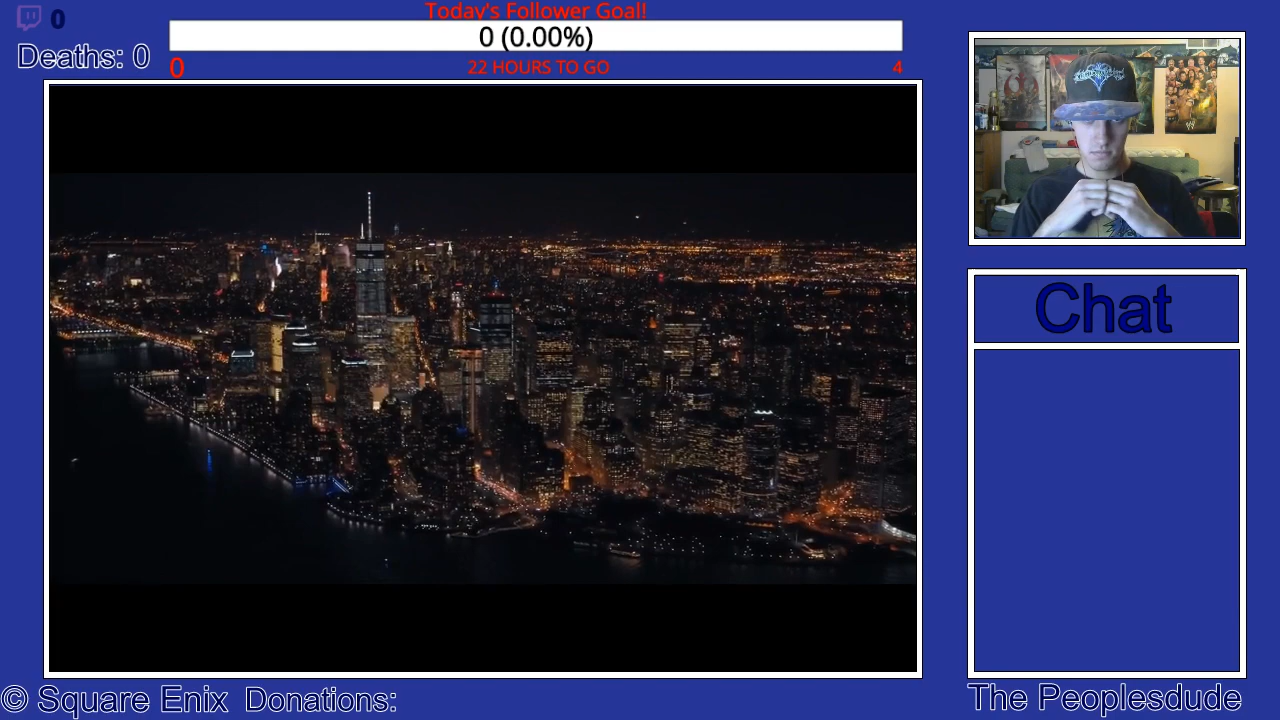 0
Today's Follower Goal!
0 (0.00%)
Deaths: 0
0
22 HOURS TO GO
4
Chat
© Square Enix Donations:
The Peoplesdude